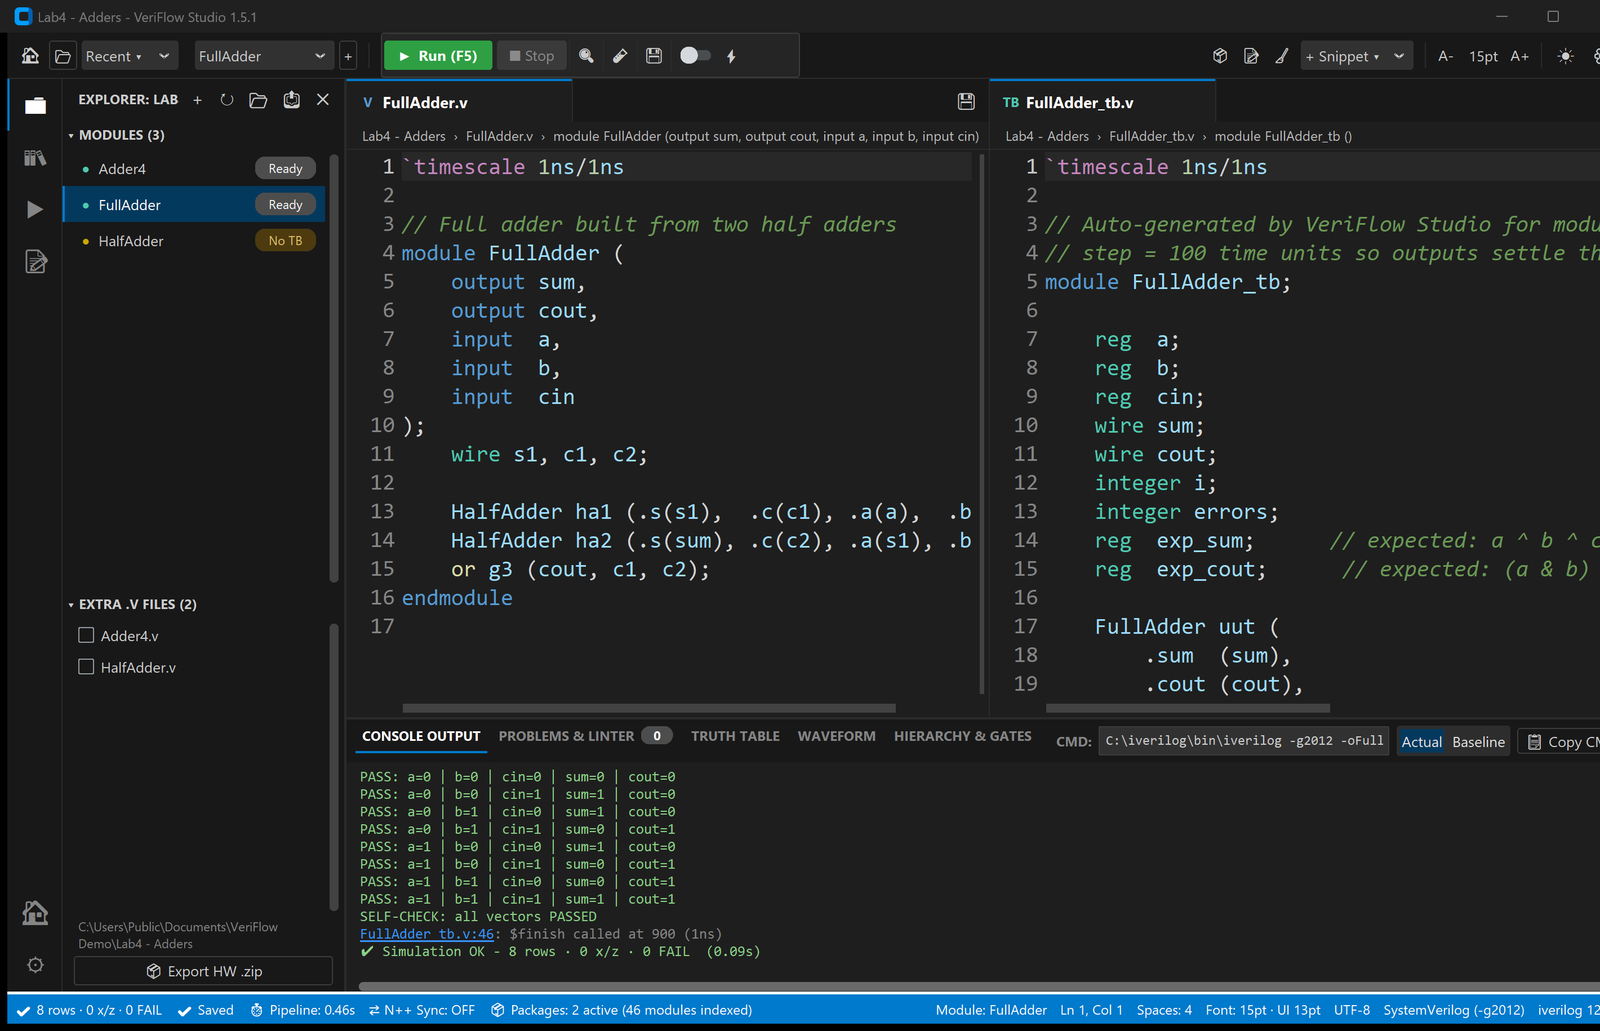 Lab4 - Adders - VeriFlow Studio 1.5.1
Recent
FullAdder
+
Run (F5)
Stop
+ Snippet
A-
15pt
A+
EXPLORER: LAB
MODULES (3)
Adder4
Ready
FullAdder
Ready
HalfAdder
No TB
EXTRA .V FILES (2)
Adder4.v
HalfAdder.v
C:\Users\Public\Documents\VeriFlow
Demo\Lab4 - Adders
Export HW .zip
V FullAdder.v
Lab4 - Adders › FullAdder.v › module FullAdder (output sum, output cout, input a, input b, input cin)
1 `timescale 1ns/1ns
2
3 // Full adder built from two half adders
4 module FullAdder (
5 output sum,
6 output cout,
7 input a,
8 input b,
9 input cin
10 );
11 wire s1, c1, c2;
12
13 HalfAdder ha1 (.s(s1), .c(c1), .a(a), .b
14 HalfAdder ha2 (.s(sum), .c(c2), .a(s1), .b
15 or g3 (cout, c1, c2);
16 endmodule
17
TB FullAdder_tb.v
Lab4 - Adders › FullAdder_tb.v › module FullAdder_tb ()
1 `timescale 1ns/1ns
2
3 // Auto-generated by VeriFlow Studio for modu
4 // step = 100 time units so outputs settle th
5 module FullAdder_tb;
6
7 reg a;
8 reg b;
9 reg cin;
10 wire sum;
11 wire cout;
12 integer i;
13 integer errors;
14 reg exp_sum; // expected: a ^ b ^ c
15 reg exp_cout; // expected: (a & b)
16
17 FullAdder uut (
18 .sum (sum),
19 .cout (cout),
CONSOLE OUTPUT
PROBLEMS & LINTER 0
TRUTH TABLE
WAVEFORM
HIERARCHY & GATES
CMD: C:\iverilog\bin\iverilog -g2012 -oFull
Actual
Baseline
Copy CM
PASS: a=0 | b=0 | cin=0 | sum=0 | cout=0
PASS: a=0 | b=0 | cin=1 | sum=1 | cout=0
PASS: a=0 | b=1 | cin=0 | sum=1 | cout=0
PASS: a=0 | b=1 | cin=1 | sum=0 | cout=1
PASS: a=1 | b=0 | cin=0 | sum=1 | cout=0
PASS: a=1 | b=0 | cin=1 | sum=0 | cout=1
PASS: a=1 | b=1 | cin=0 | sum=0 | cout=1
PASS: a=1 | b=1 | cin=1 | sum=1 | cout=1
SELF-CHECK: all vectors PASSED
FullAdder_tb.v:46: $finish called at 900 (1ns)
✔ Simulation OK - 8 rows · 0 x/z · 0 FAIL (0.09s)
8 rows · 0 x/z · 0 FAIL
Saved
Pipeline: 0.46s
N++ Sync: OFF
Packages: 2 active (46 modules indexed)
Module: FullAdder
Ln 1, Col 1
Spaces: 4
Font: 15pt · UI 13pt
UTF-8
SystemVerilog (-g2012)
iverilog 12